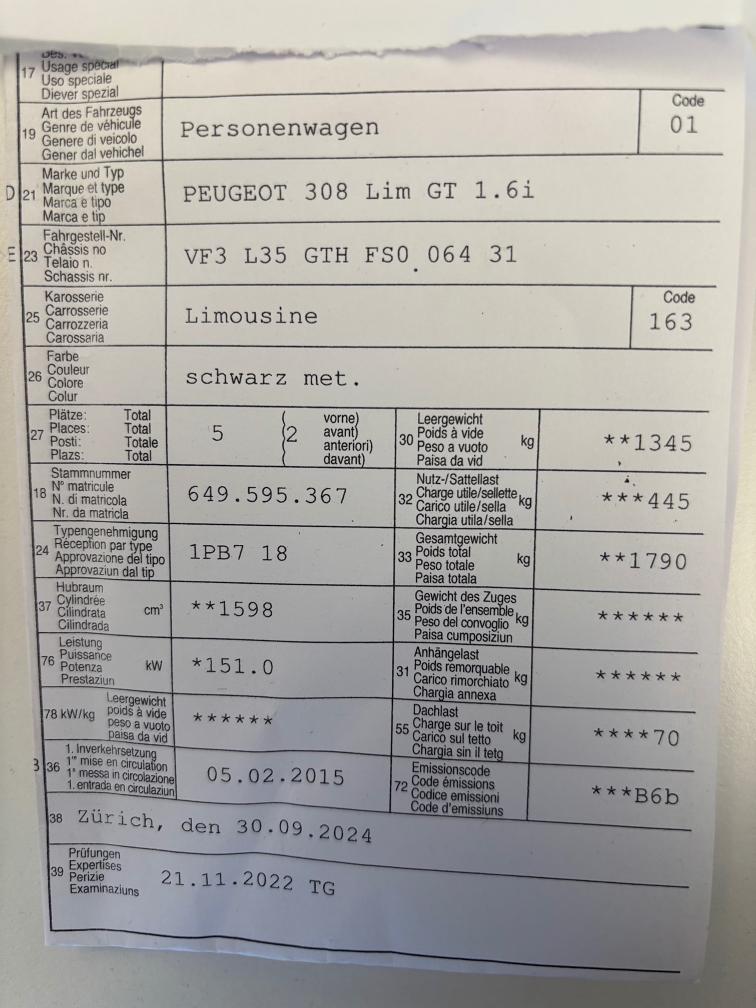 17 Usage spécial
Uso speciale
Diever spezial
Art des Fahrzeugs
19 Genre de véhicule
Genere di veicolo
Gener dal vehichel
Personenwagen
Code
01
Marke und Typ
D 21 Marque et type
Marca e tipo
Marca e tip
PEUGEOT 308 Lim GT 1.6i
Fahrgestell-Nr.
E 23 Châssis no
Telaio n.
Schassis nr.
VF3 L35 GTH FS0 064 31
Karosserie
25 Carrosserie
Carrozzeria
Carossaria
Limousine
Code
163
Farbe
26 Couleur
Colore
Colur
schwarz met.
Plätze: Total
27 Places: Total
Posti: Totale
Plazs: Total
5
2
vorne)
avant)
anteriori)
davant)
Leergewicht
30 Poids à vide kg
Peso a vuoto
Paisa da vid
**1345
Stammnummer
18 N° matricule
N. di matricola
Nr. da matricla
649.595.367
Nutz-/Sattellast
32 Charge utile/sellette kg
Carico utile/sella
Chargia utila/sella
***445
Typengenehmigung
24 Réception par type
Approvazione del tipo
Approvaziun dal tip
1PB7 18
Gesamtgewicht
33 Poids total kg
Peso totale
Paisa totala
**1790
Hubraum
37 Cylindrée cm³
Cilindrata
Cilindrada
**1598
Gewicht des Zuges
35 Poids de l'ensemble kg
Peso del convoglio
Paisa cumposiziun
******
Leistung
76 Puissance kW
Potenza
Prestaziun
*151.0
Anhängelast
31 Poids remorquable kg
Carico rimorchiato
Chargia annexa
******
Leergewicht
78 kW/kg poids à vide
peso a vuoto
paisa da vid
******
Dachlast
55 Charge sur le toit kg
Carico sul tetto
Chargia sin il tetg
****70
1. Inverkehrsetzung
36 1re mise en circulation
1a messa in circolazione
1. entrada en circulaziun
05.02.2015
Emissionscode
72 Code émissions
Codice emissioni
Code d'emissiuns
***B6b
38 Zürich, den 30.09.2024
Prüfungen
39 Expertises
Perizie
Examinaziuns
21.11.2022 TG